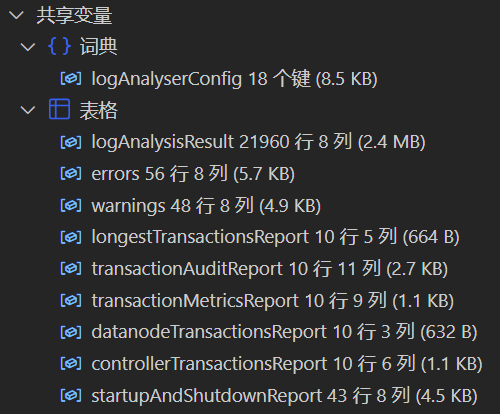 共享变量
词典
logAnalyserConfig 18 个键 (8.5 KB)
表格
logAnalysisResult 21960 行 8 列 (2.4 MB)
errors 56 行 8 列 (5.7 KB)
warnings 48 行 8 列 (4.9 KB)
longestTransactionsReport 10 行 5 列 (664 B)
transactionAuditReport 10 行 11 列 (2.7 KB)
transactionMetricsReport 10 行 9 列 (1.1 KB)
datanodeTransactionsReport 10 行 3 列 (632 B)
controllerTransactionsReport 10 行 6 列 (1.1 KB)
startupAndShutdownReport 43 行 8 列 (4.5 KB)